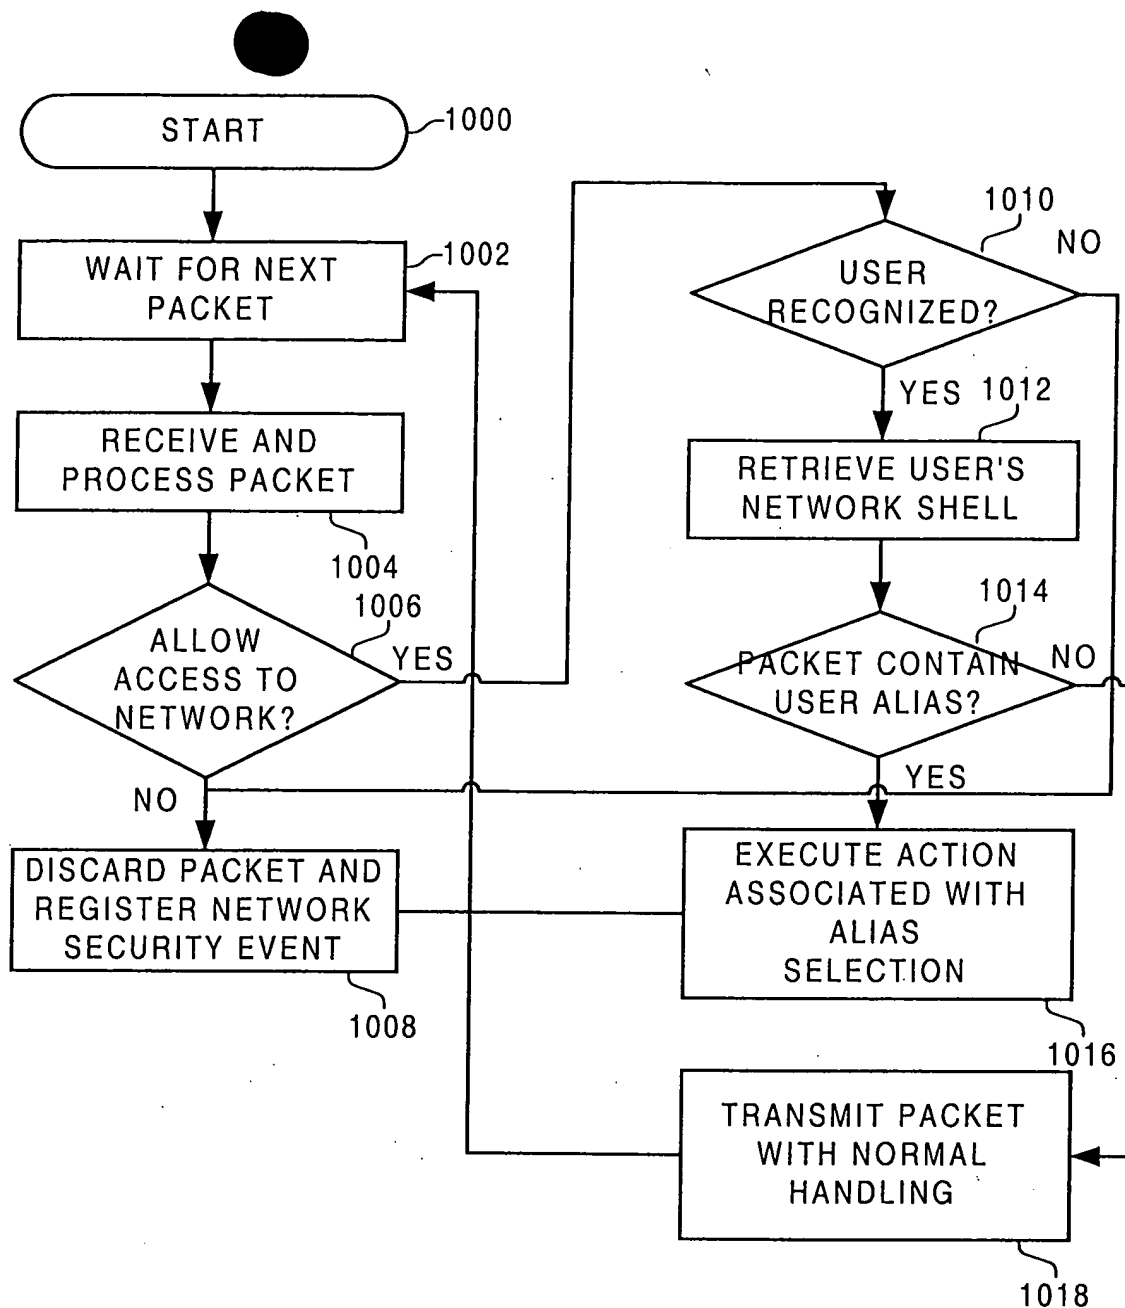 START
1000
WAIT FOR NEXT
PACKET
1002
RECEIVE AND
PROCESS PACKET
1004
ALLOW
ACCESS TO
NETWORK?
1006
YES
NO
DISCARD PACKET AND
REGISTER NETWORK
SECURITY EVENT
1008
USER
RECOGNIZED?
1010
NO
YES
1012
RETRIEVE USER'S
NETWORK SHELL
1014
PACKET CONTAIN
USER ALIAS?
NO
YES
EXECUTE ACTION
ASSOCIATED WITH
ALIAS
SELECTION
1016
TRANSMIT PACKET
WITH NORMAL
HANDLING
1018